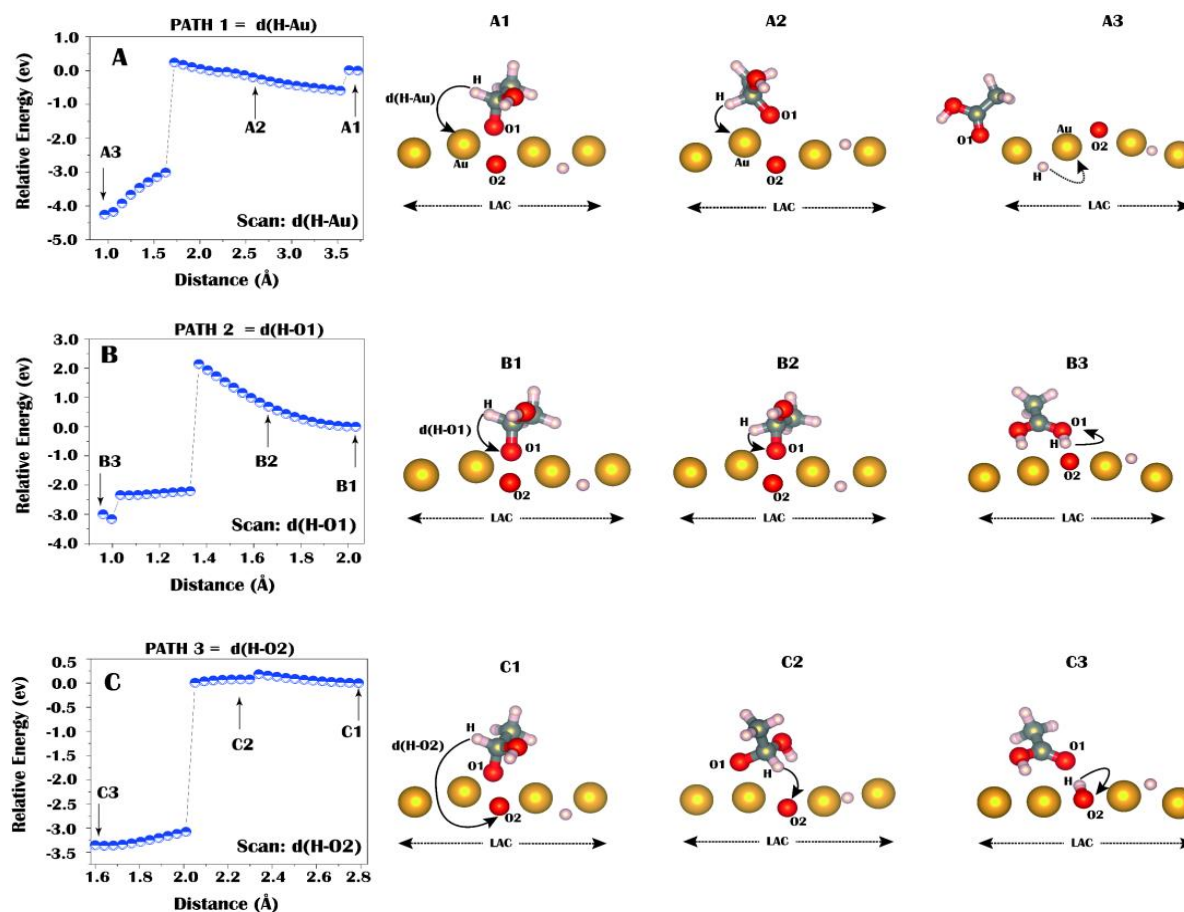 PATH 1 = d(H-Au)
A
Relative Energy (ev)
1.0
0.0
-1.0
-2.0
-3.0
-4.0
-5.0
A3
A2
A1
Scan: d(H-Au)
1.0 1.5 2.0 2.5 3.0 3.5
Distance (Å)
A1
H
d(H-Au)
O1
Au
O2
LAC
A2
H
O1
Au
O2
LAC
A3
O1
Au
O2
H
LAC
PATH 2 = d(H-O1)
B
Relative Energy (ev)
3.0
2.0
1.0
0.0
-1.0
-2.0
-3.0
-4.0
B3
B2
B1
Scan: d(H-O1)
1.0 1.2 1.4 1.6 1.8 2.0
Distance (Å)
B1
H
d(H-O1)
O1
O2
LAC
B2
H
O1
O2
LAC
B3
O1
H
O2
LAC
PATH 3 = d(H-O2)
C
Relative Energy (ev)
0.5
0.0
-0.5
-1.0
-1.5
-2.0
-2.5
-3.0
-3.5
C3
C2
C1
Scan: d(H-O2)
1.6 1.8 2.0 2.2 2.4 2.6 2.8
Distance (Å)
C1
H
d(H-O2)
O1
O2
LAC
C2
O1
H
O2
LAC
C3
O1
H
O2
LAC